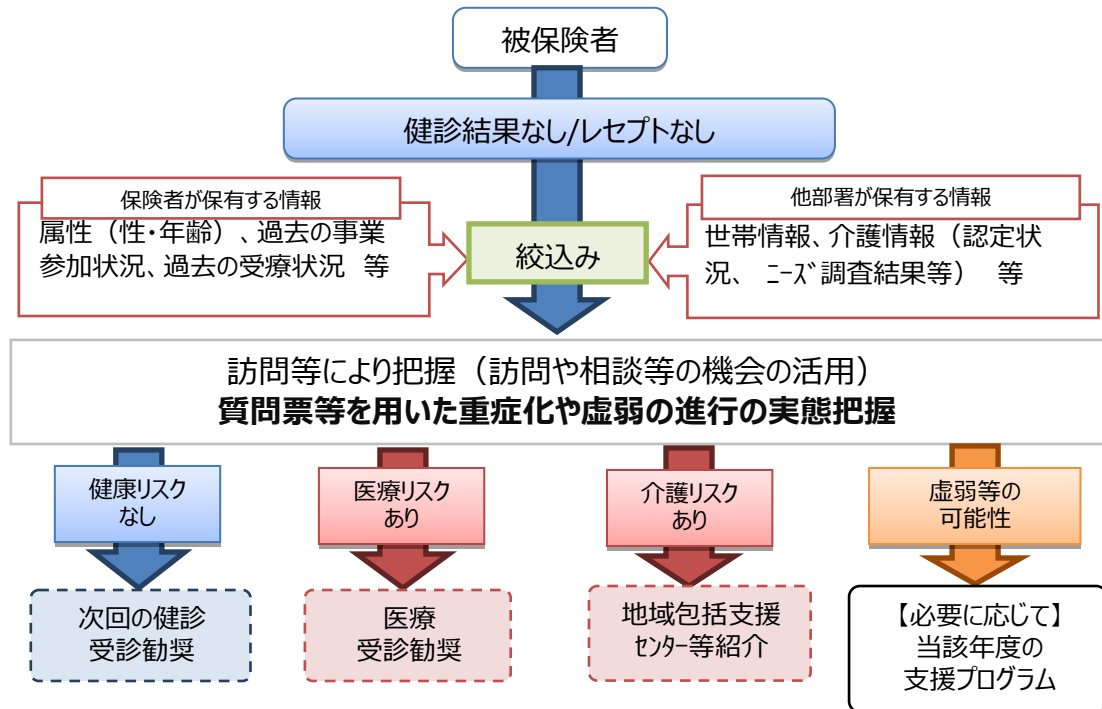 被保険者
健診結果なし/レセプトなし
保険者が保有する情報
属性（性・年齢）、過去の事業
参加状況、過去の受療状況 等
絞込み
他部署が保有する情報
世帯情報、介護情報（認定状
況、 ﾆｰｽﾞ調査結果等） 等
訪問等により把握（訪問や相談等の機会の活用）
質問票等を用いた重症化や虚弱の進行の実態把握
健康リスク
なし
医療リスク
あり
介護リスク
あり
虚弱等の
可能性
次回の健診
受診勧奨
医療
受診勧奨
地域包括支援
ｾﾝﾀｰ等紹介
【必要に応じて】
当該年度の
支援プログラム